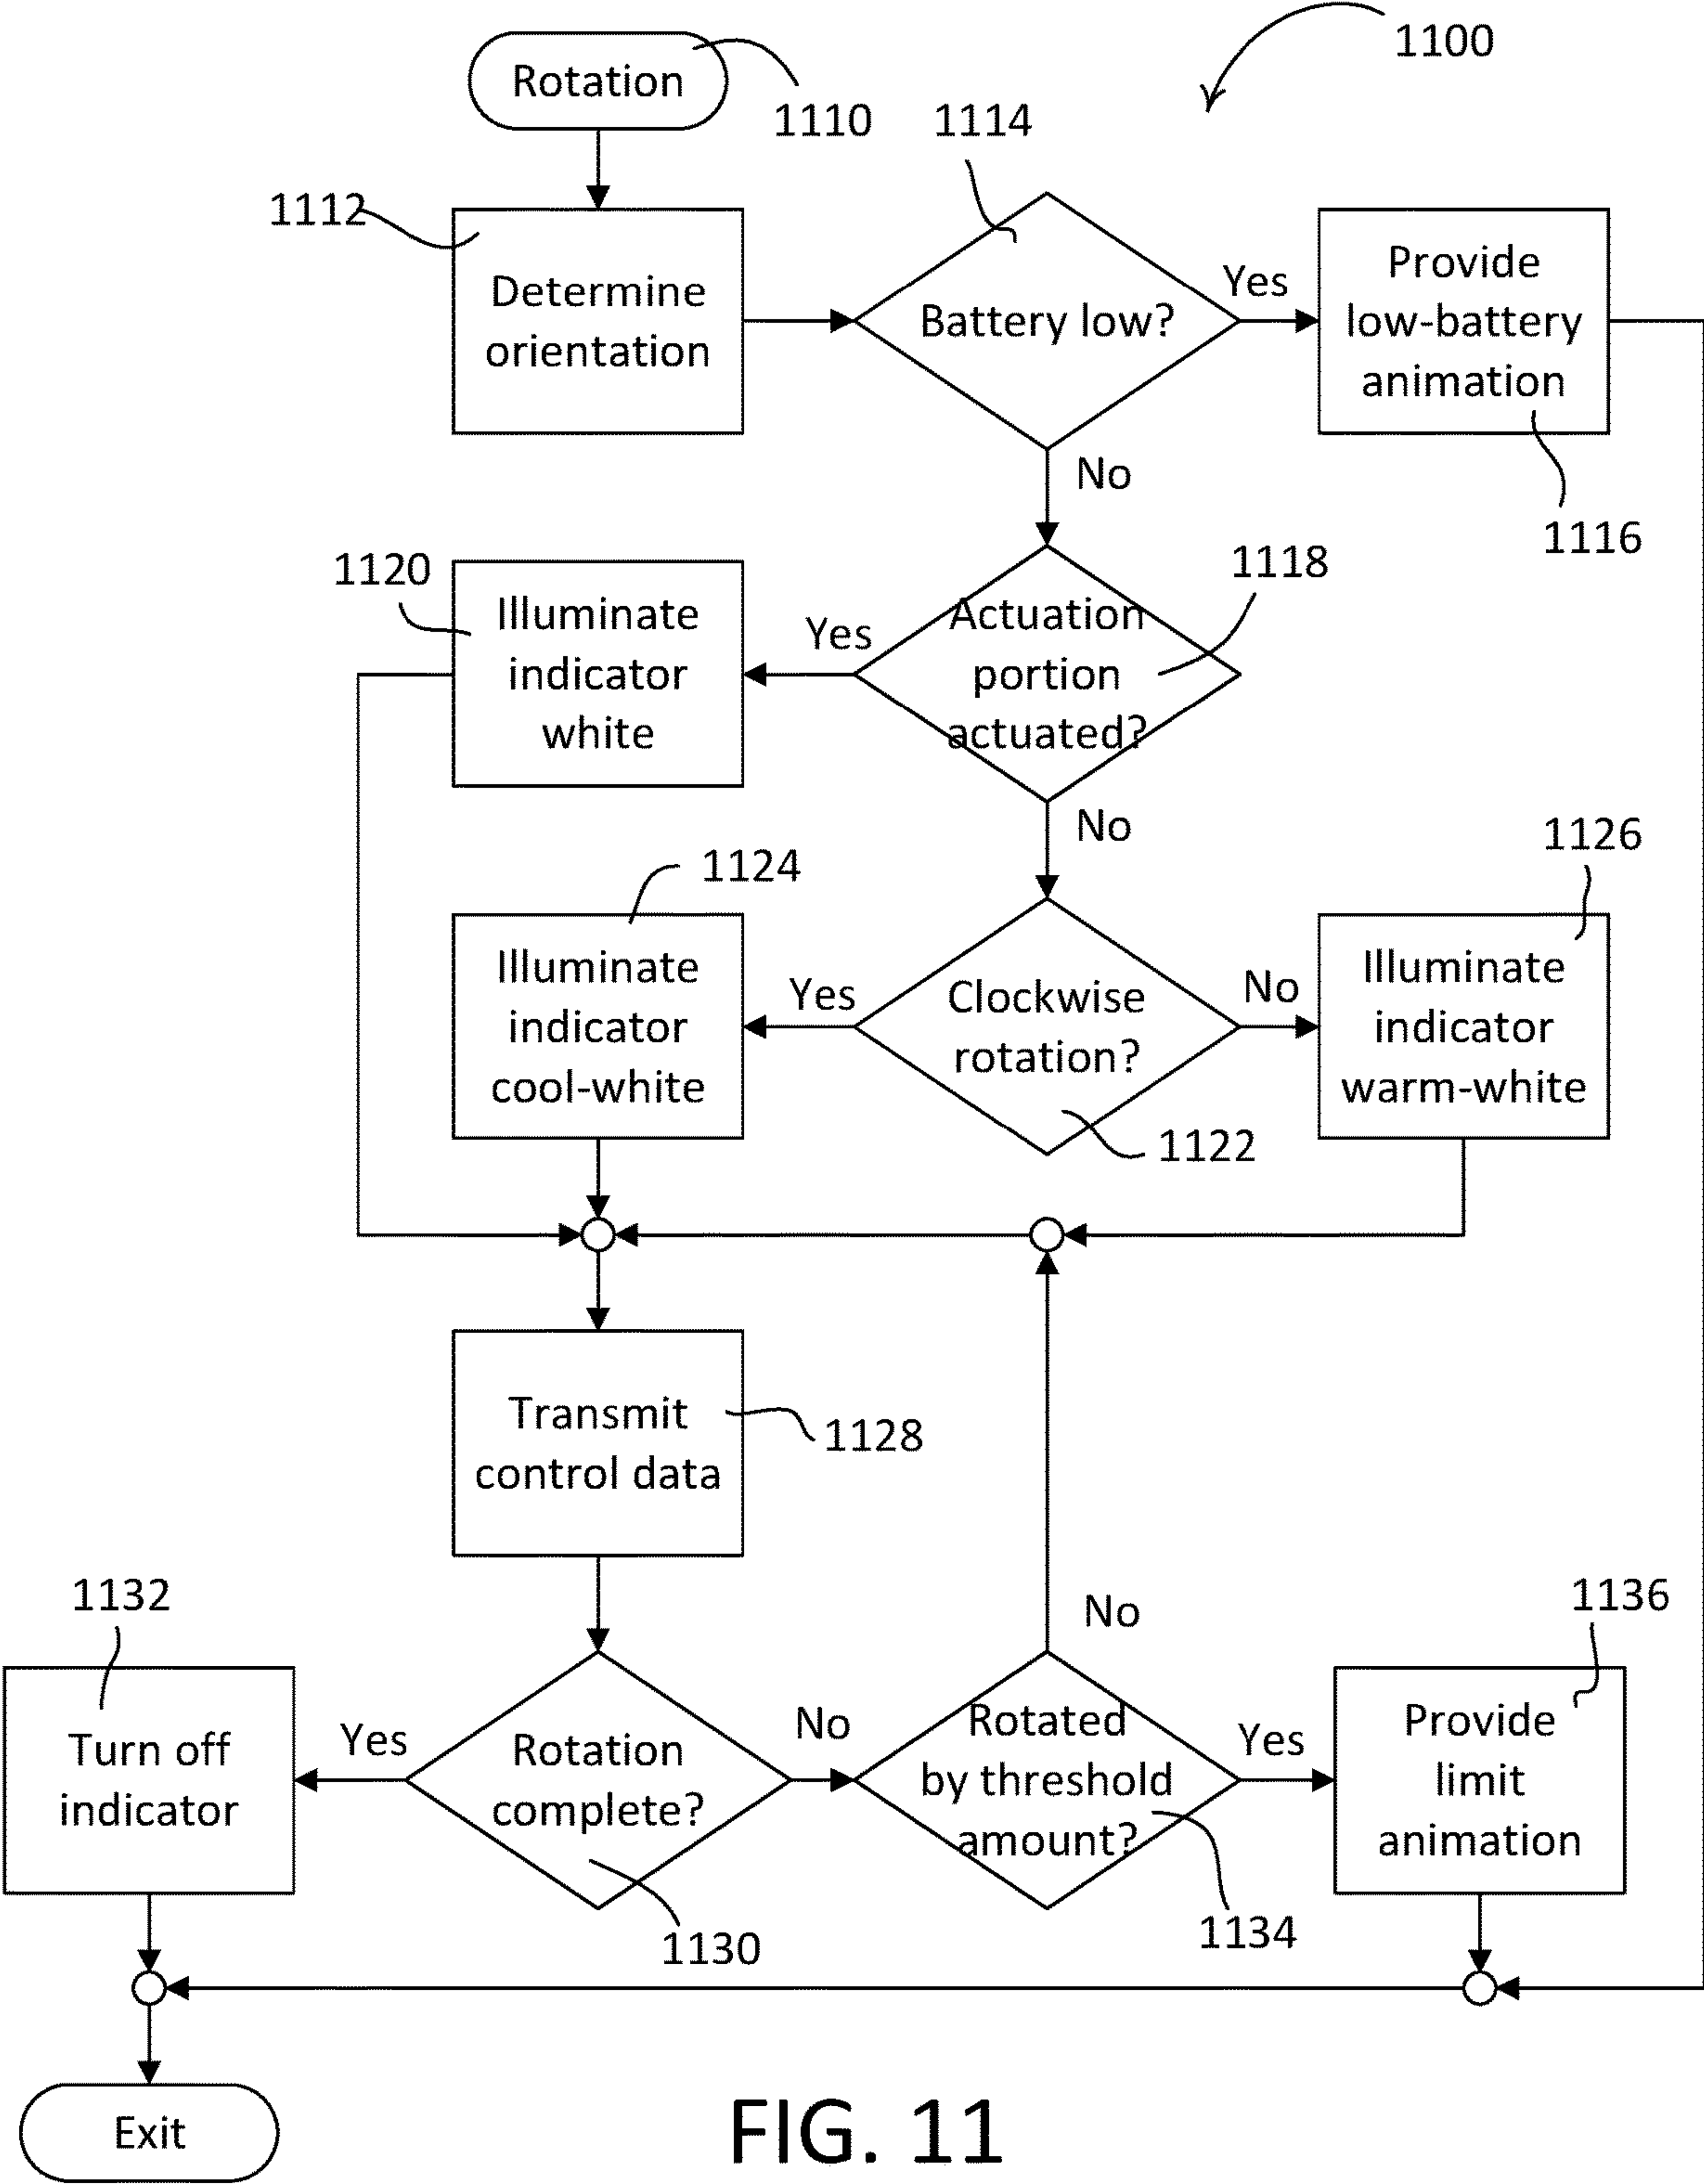 1100
Rotation
1110
1114
1112
Determine
orientation
Battery low?
Yes
Provide
low-battery
animation
No
1116
1120
1118
Illuminate
indicator
white
Yes
Actuation
portion
actuated?
No
1124
1126
Illuminate
indicator
cool-white
Yes
Clockwise
rotation?
No
Illuminate
indicator
warm-white
1122
Transmit
control data
1128
1132
No
1136
Turn off
indicator
Yes
Rotation
complete?
No
Rotated
by threshold
amount?
Yes
Provide
limit
animation
1130
1134
Exit
FIG. 11